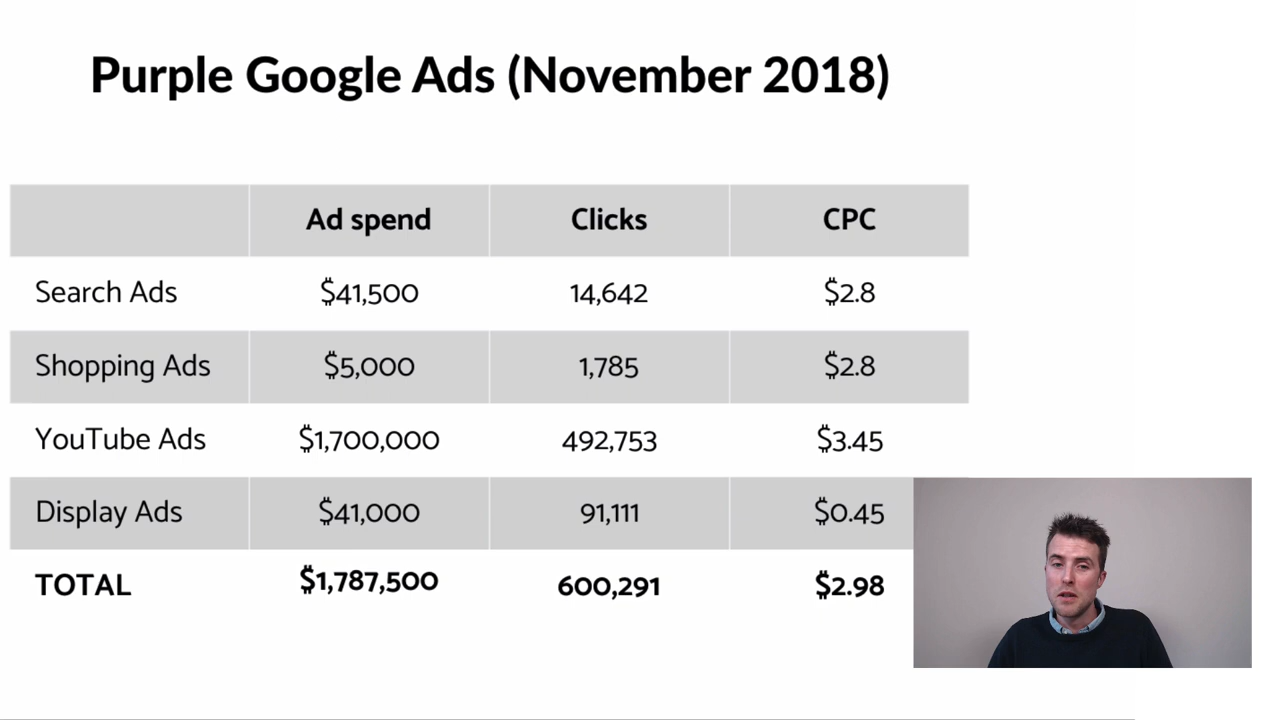 Purple Google Ads (November 2018)
Ad spend Clicks CPC
Search Ads $41,500 14,642 $2.8
Shopping Ads $5,000 1,785 $2.8
YouTube Ads $1,700,000 492,753 $3.45
Display Ads $41,000 91,111 $0.45
TOTAL $1,787,500 600,291 $2.98